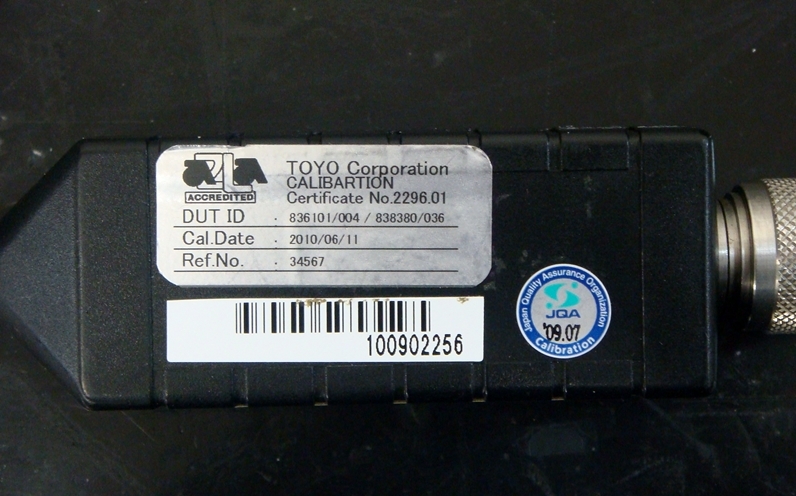 a2la
ACCREDITED
TOYO Corporation
CALIBARTION
Certificate No.2296.01
DUT ID . 836101/004 / 838380/036
Cal.Date . 2010/06/11
Ref.No. . 34567
100902256
Japan Quality Assurance Organization
JQA
'09.07
Calibration